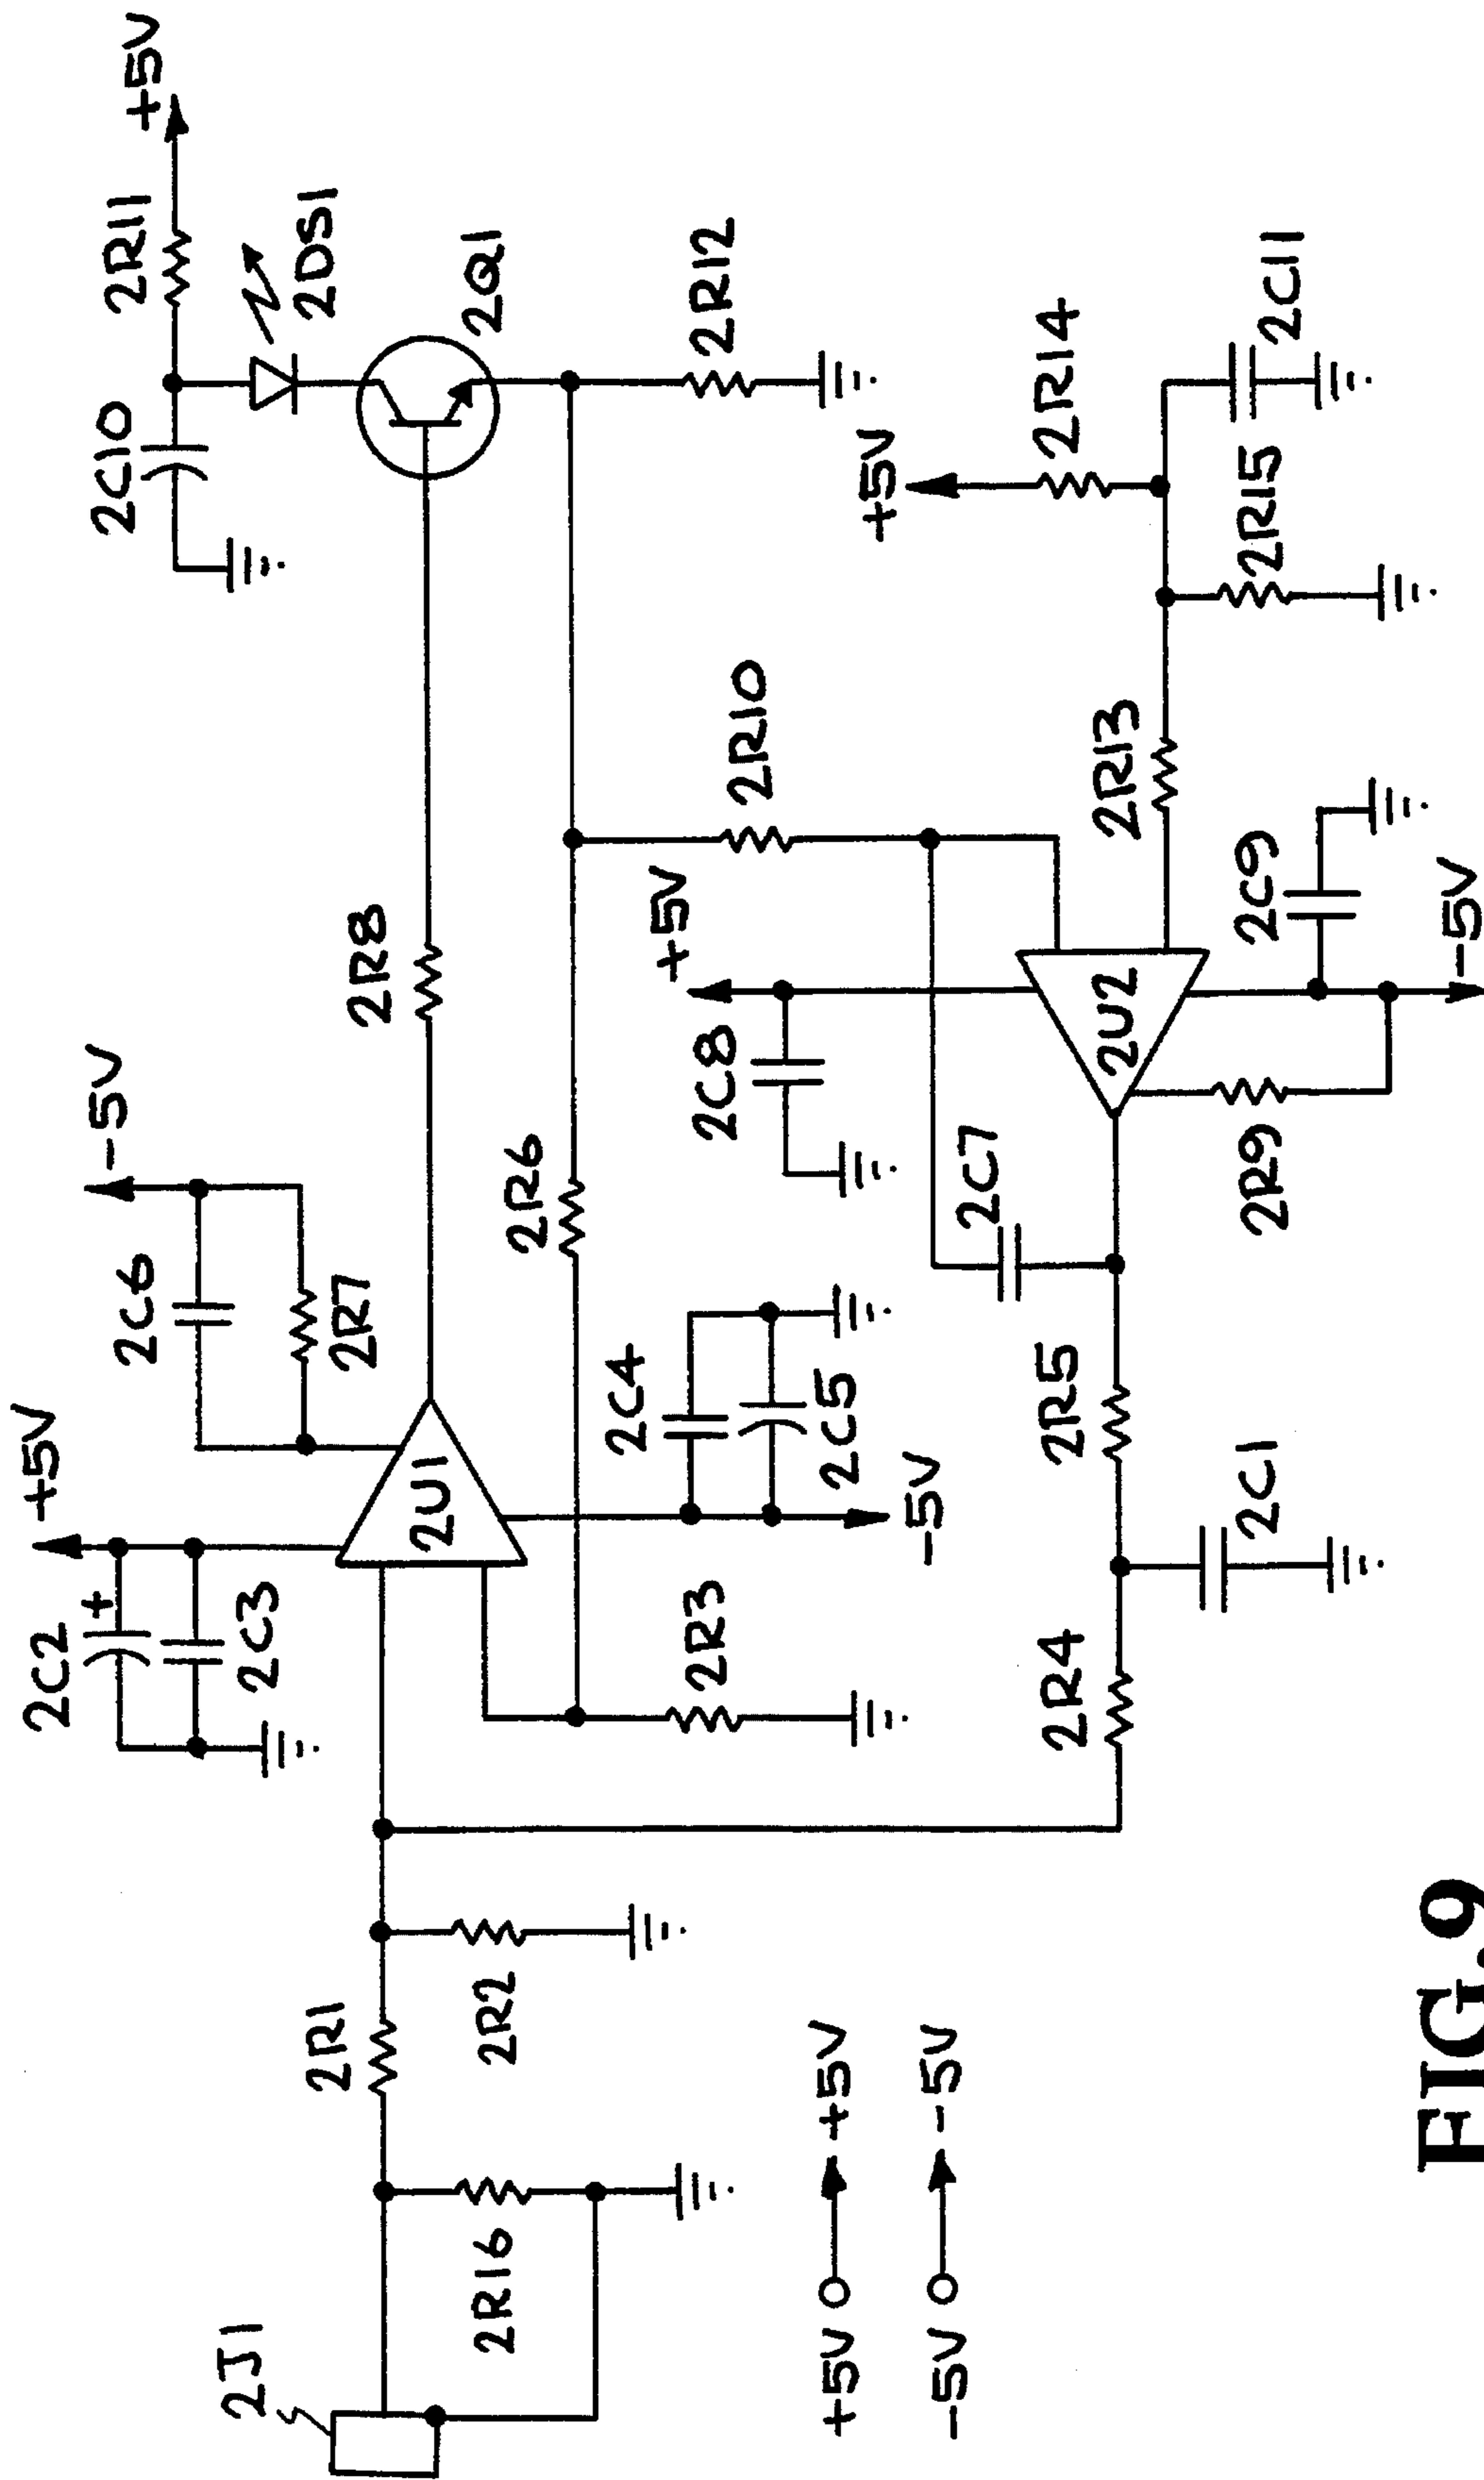 +5V
2R11
2C10
2DS1
2Q1
2R12
-5V
2R8
2C6
2R7
+5V
2C2
+
2C3
2U1
2R6
2C4
2C5
-5V
2R3
2R10
+5V
2R14
2C11
2R15
2R13
+5V
2C8
2U2
2C9
-5V
2R9
2C7
2R5
2C1
2R4
2J1
2R1
2R2
2R16
+5V +5V
-5V -5V
FIG. 9